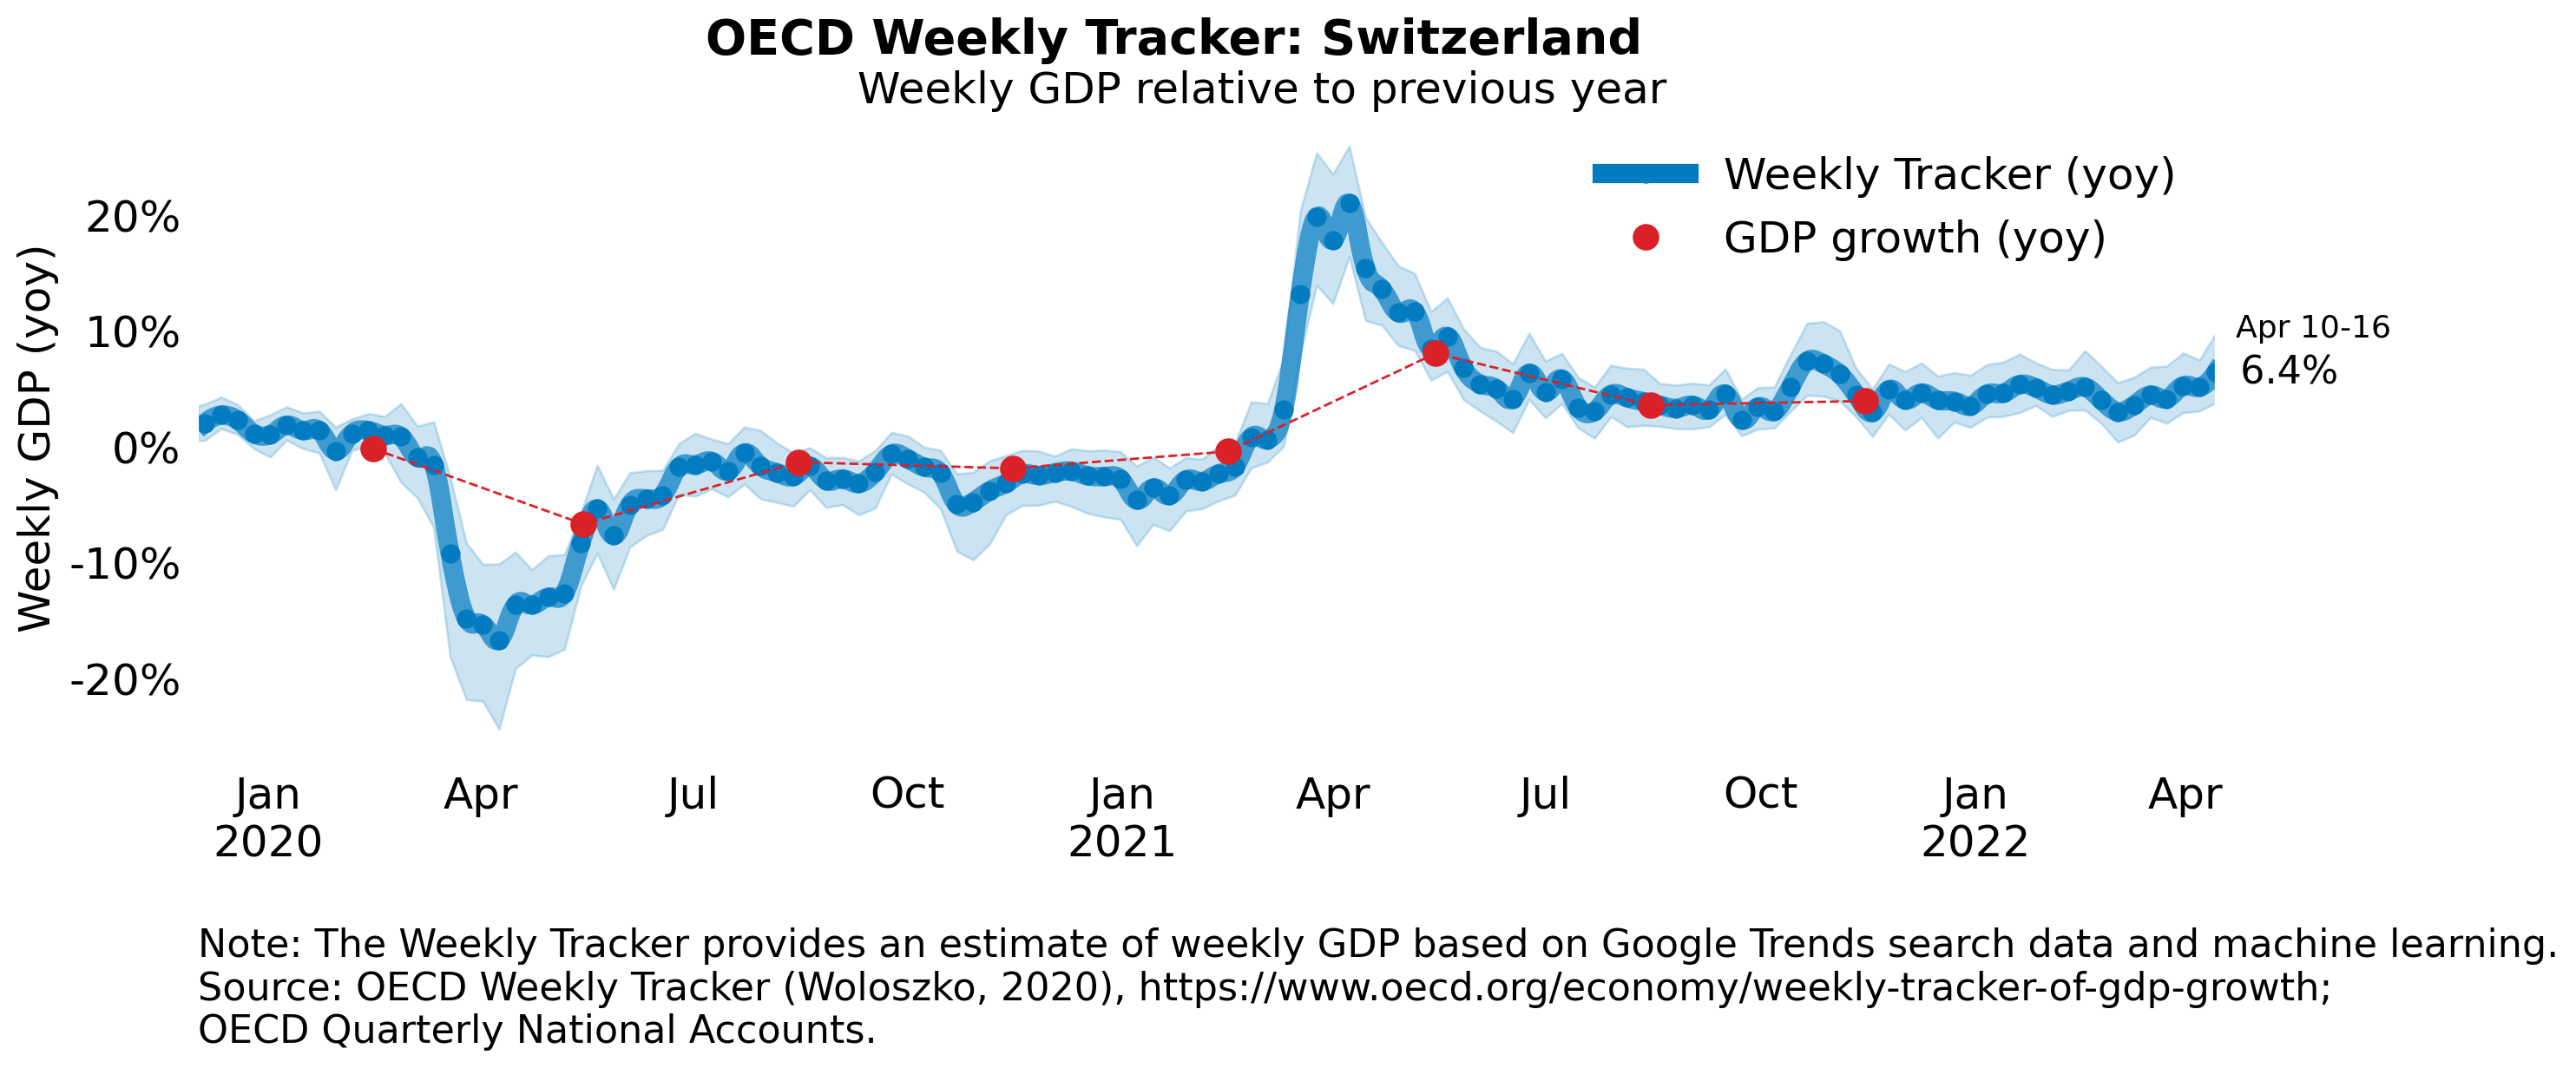 OECD Weekly Tracker: Switzerland
Weekly GDP relative to previous year
Weekly Tracker (yoy)
GDP growth (yoy)
Weekly GDP (yoy)
20%
10%
0%
-10%
-20%
Apr 10-16
6.4%
Jan Apr Jul Oct Jan Apr Jul Oct Jan Apr
2020 2021 2022
Note: The Weekly Tracker provides an estimate of weekly GDP based on Google Trends search data and machine learning.
Source: OECD Weekly Tracker (Woloszko, 2020), https://www.oecd.org/economy/weekly-tracker-of-gdp-growth;
OECD Quarterly National Accounts.